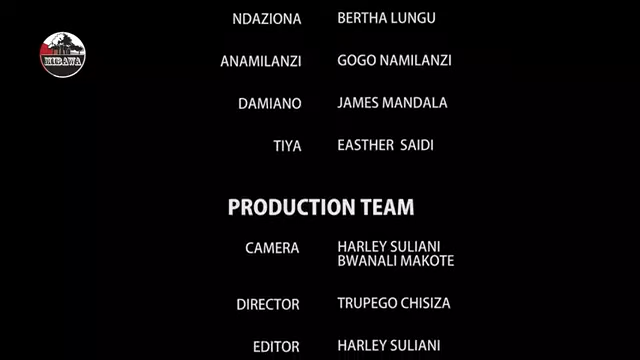 NDAZIONA BERTHA LUNGU
MIBAWA
ANAMILANZI GOGO NAMILANZI
DAMIANO JAMES MANDALA
TIYA EASTHER SAIDI
PRODUCTION TEAM
CAMERA HARLEY SULIANI
BWANALI MAKOTE
DIRECTOR TRUPEGO CHISIZA
EDITOR HARLEY SULIANI